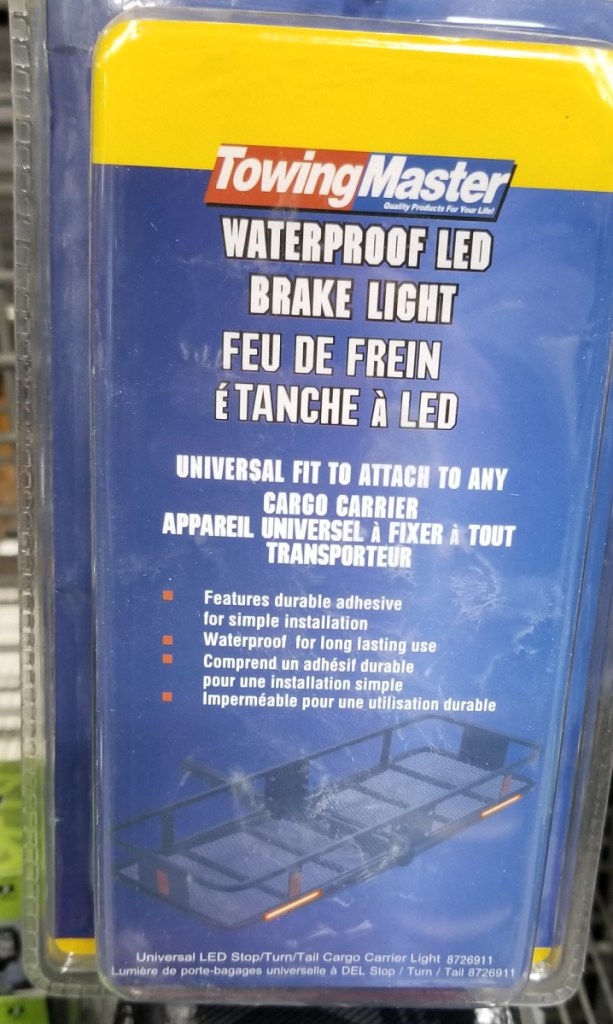 TowingMaster
Quality Products For Your Life!
WATERPROOF LED
BRAKE LIGHT
FEU DE FREIN
ÉTANCHE À LED
UNIVERSAL FIT TO ATTACH TO ANY
CARGO CARRIER
APPAREIL UNIVERSEL À FIXER À TOUT
TRANSPORTEUR
Features durable adhesive
for simple installation
Waterproof for long lasting use
Comprend un adhésif durable
pour une installation simple
Imperméable pour une utilisation durable
Universal LED Stop/Turn/Tail Cargo Carrier Light 8726911
Lumière de porte-bagages universelle à DEL Stop / Turn / Tail 8726911